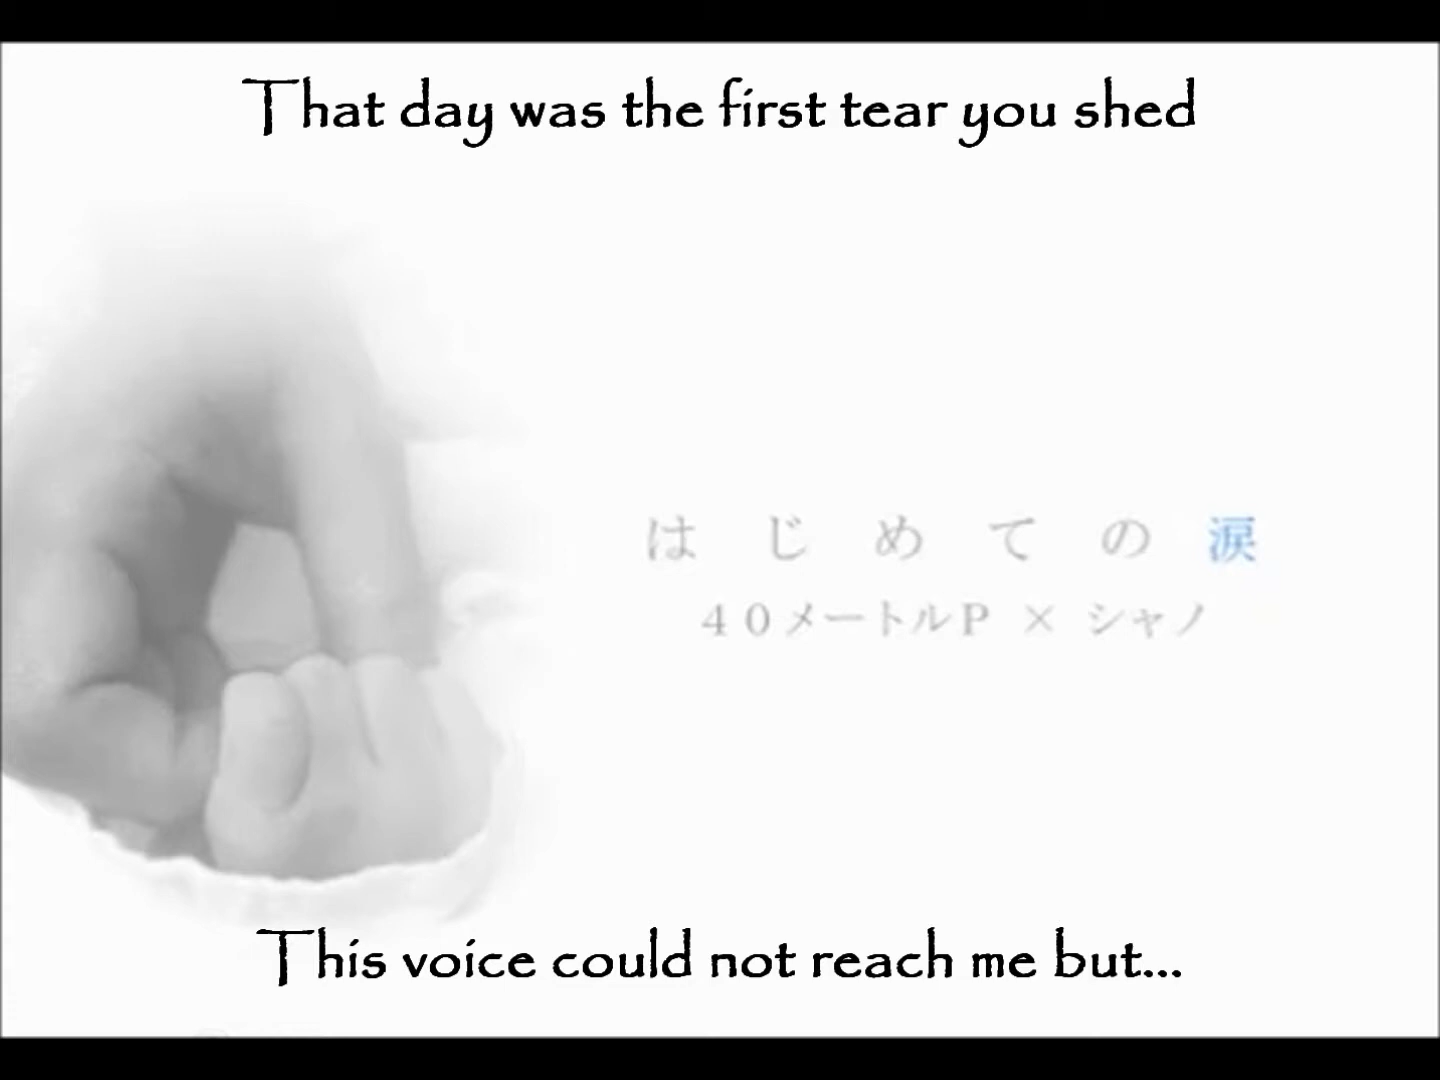 That day was the first tear you shed
はじめての涙
４０メートルＰ × シャノ
This voice could not reach me but...